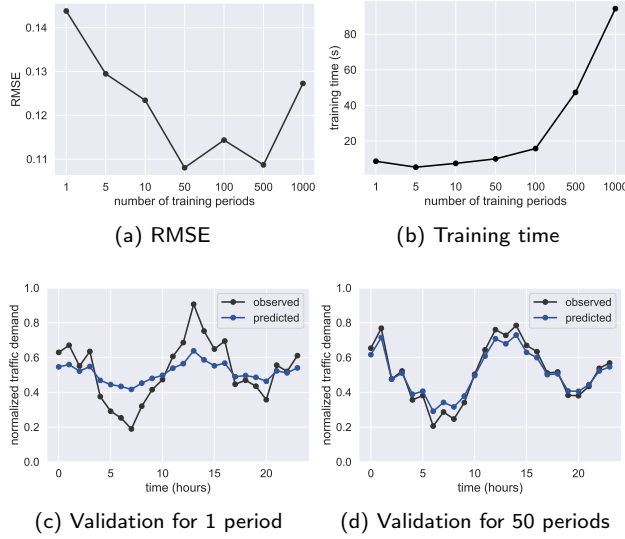 0.14
0.13
0.12
0.11
RMSE
1 5 10 50 100 500 1000
number of training periods
(a) RMSE
80
60
40
20
training time (s)
1 5 10 50 100 500 1000
number of training periods
(b) Training time
1.0
0.8
0.6
0.4
0.2
0.0
normalized traffic demand
observed
predicted
0 5 10 15 20
time (hours)
(c) Validation for 1 period
1.0
0.8
0.6
0.4
0.2
0.0
normalized traffic demand
observed
predicted
0 5 10 15 20
time (hours)
(d) Validation for 50 periods